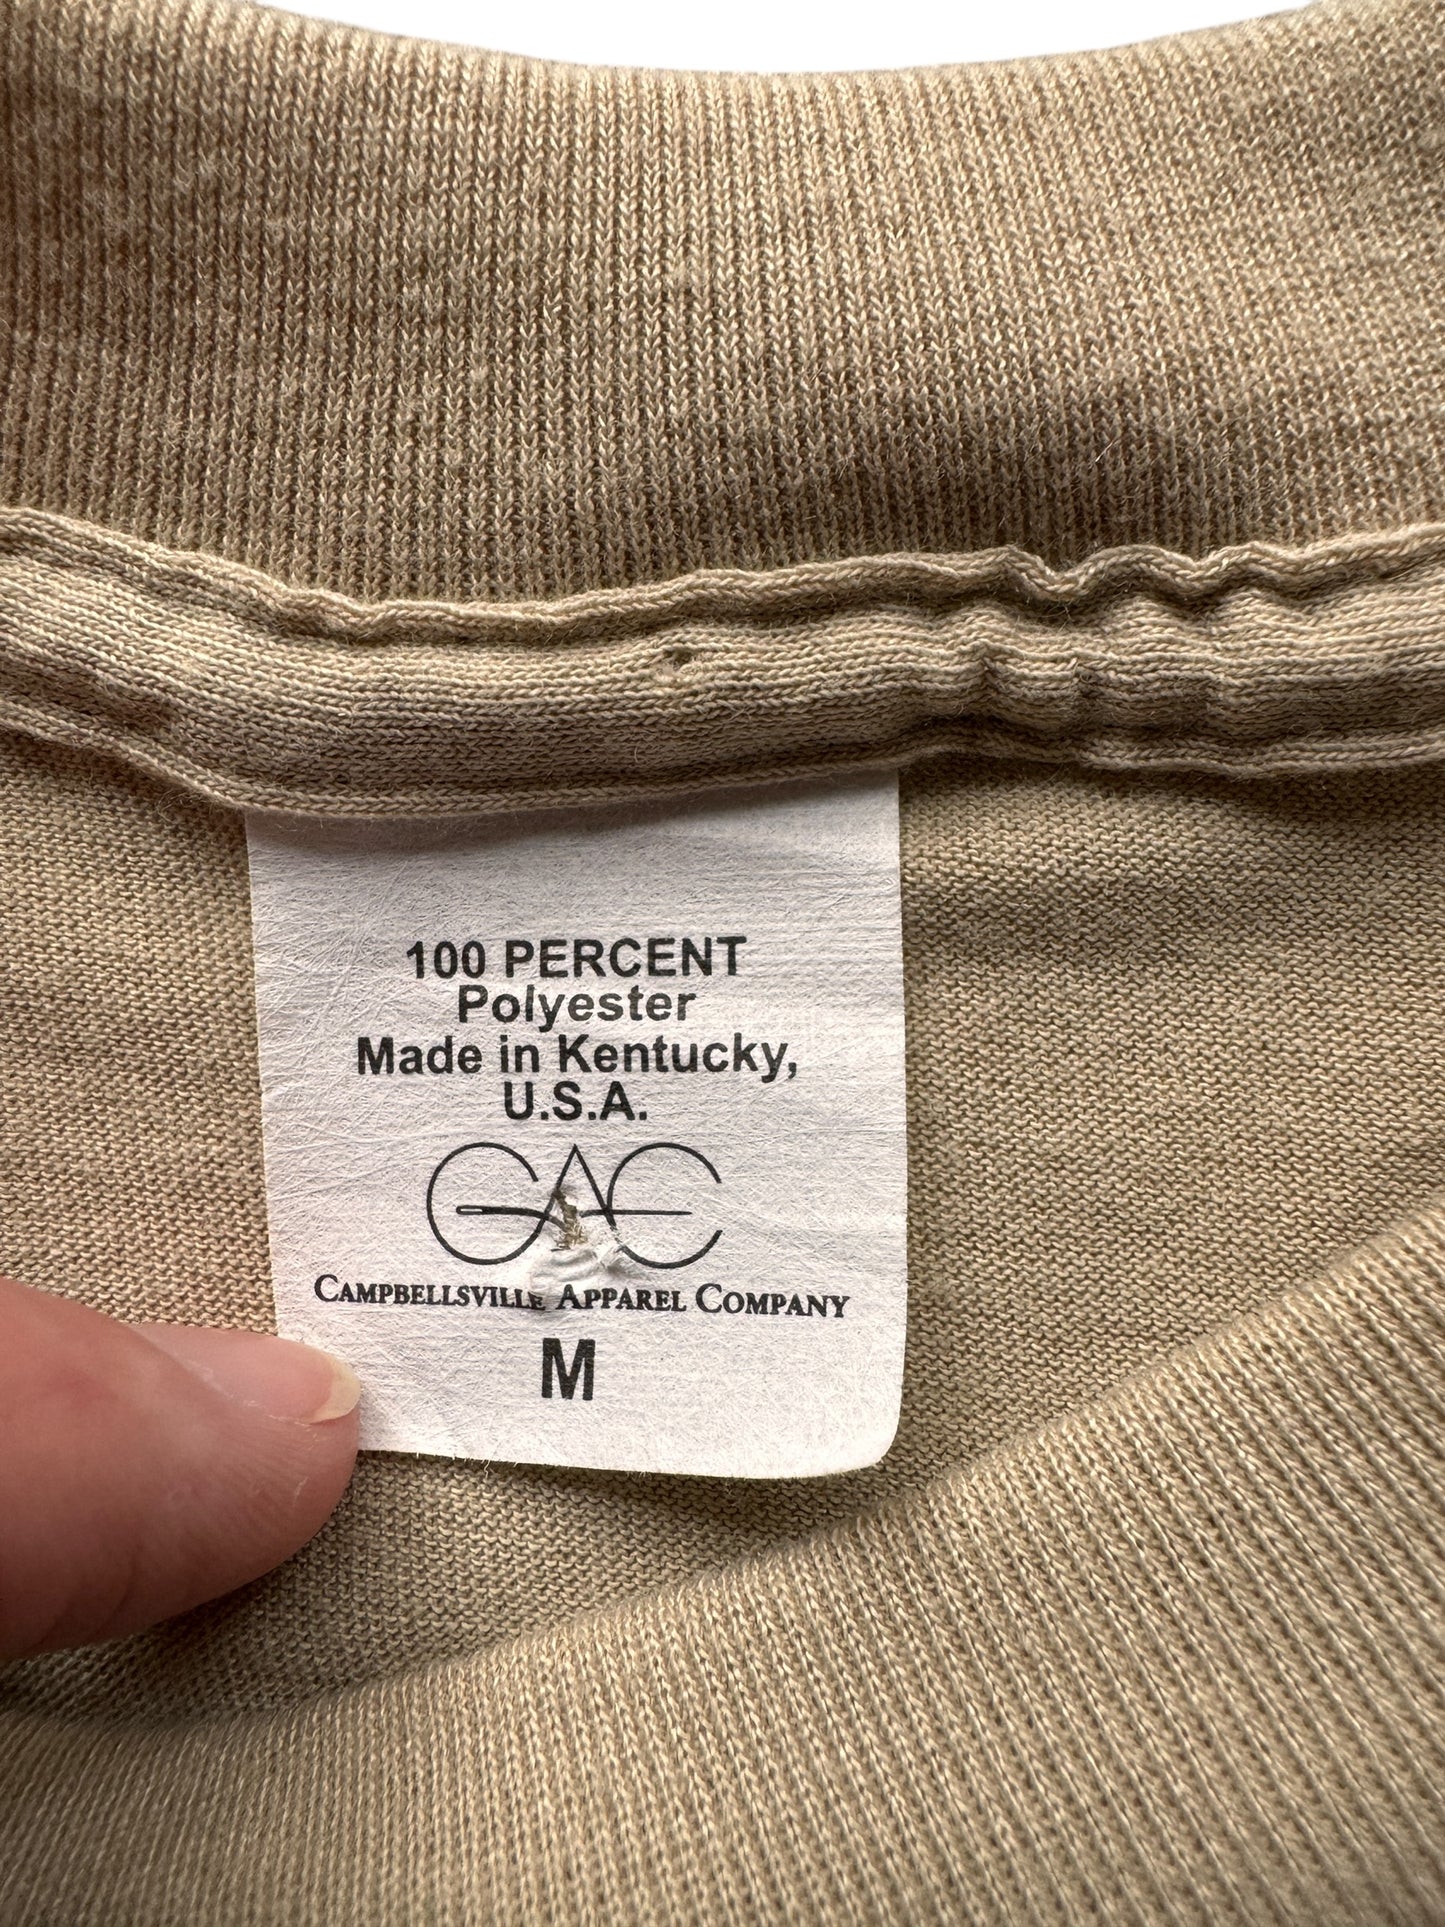 100 PERCENT
Polyester
Made in Kentucky,
U.S.A.
CAC
CAMPBELLSVILLE APPAREL COMPANY
M